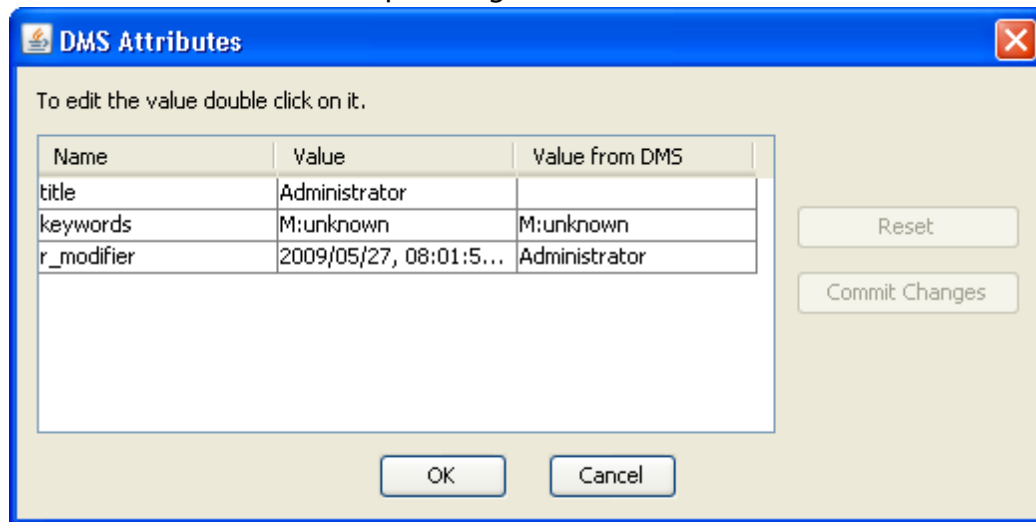 DMS Attributes
To edit the value double click on it.
Name Value Value from DMS
title Administrator
keywords M:unknown M:unknown
r_modifier 2009/05/27, 08:01:5... Administrator
Reset
Commit Changes
OK Cancel